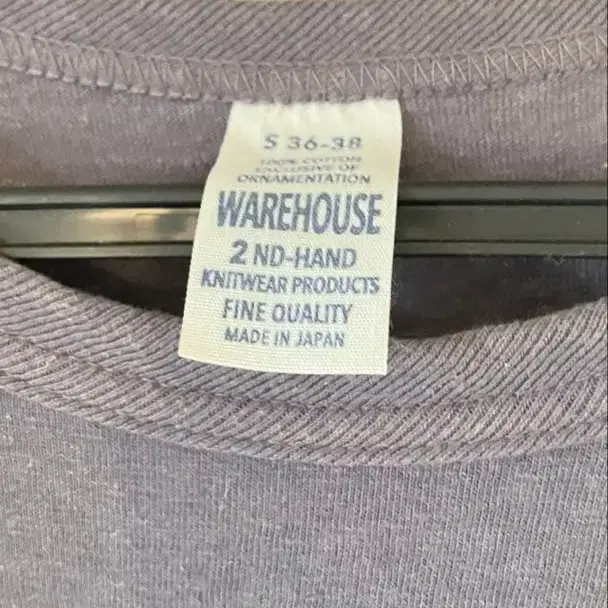 S 36-38
100% COTTON
EXCLUSIVE OF
ORNAMENTATION
WAREHOUSE
2 ND-HAND
KNITWEAR PRODUCTS
FINE QUALITY
MADE IN JAPAN